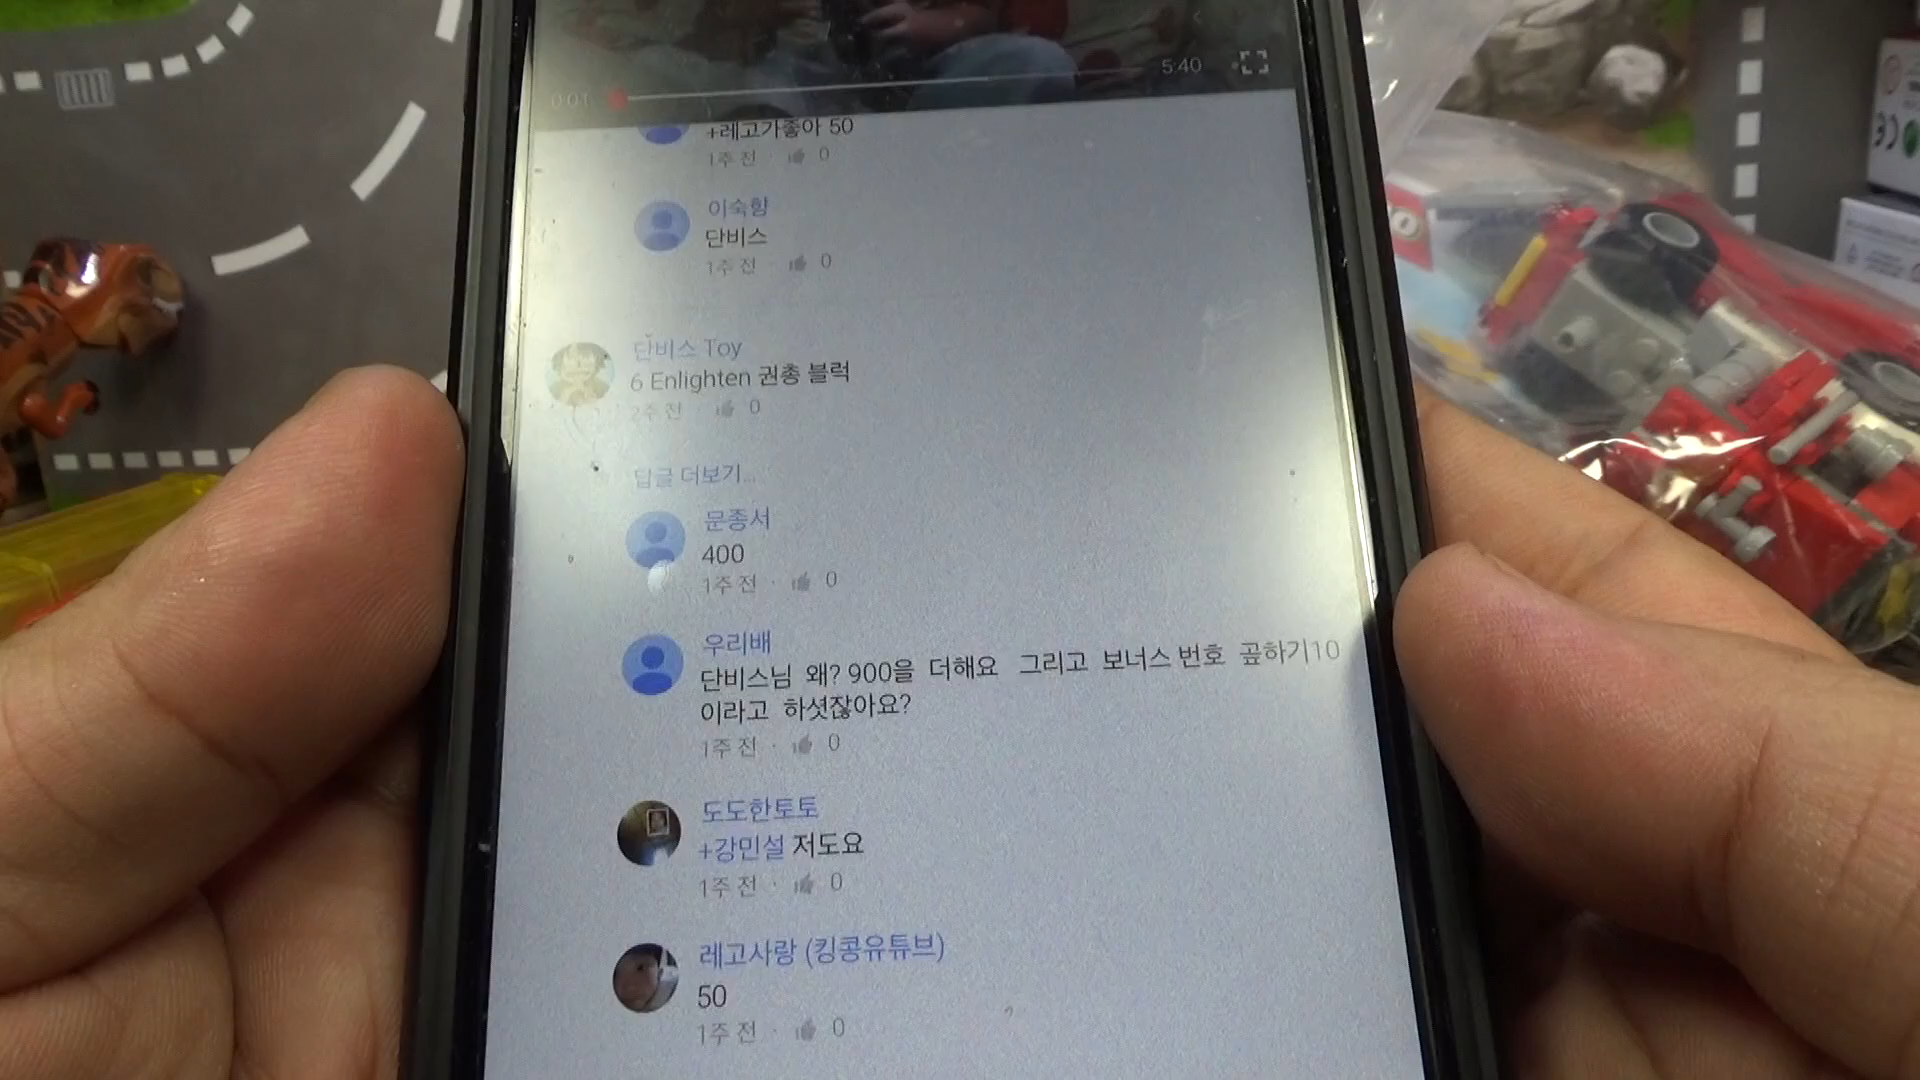 0:01
5:40
+레고가좋아 50
1주 전 · 0
이숙향
단비스
1주 전 · 0
단비스 Toy
6 Enlighten 권총 블럭
2주 전 · 0
답글 더보기...
문종서
400
1주 전 · 0
우리배
단비스님 왜? 900을 더해요 그리고 보너스 번호 곺하기10
이라고 하셧잖아요?
1주 전 · 0
도도한토토
+강민설 저도요
1주 전 · 0
레고사랑 (킹콩유튜브)
50
1주 전 · 0
CE